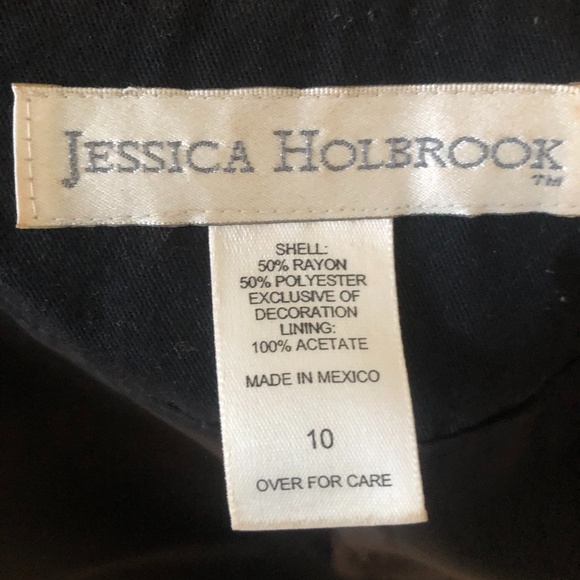 JESSICA HOLBROOK
TM
SHELL:
50% RAYON
50% POLYESTER
EXCLUSIVE OF
DECORATION
LINING:
100% ACETATE
MADE IN MEXICO
10
OVER FOR CARE